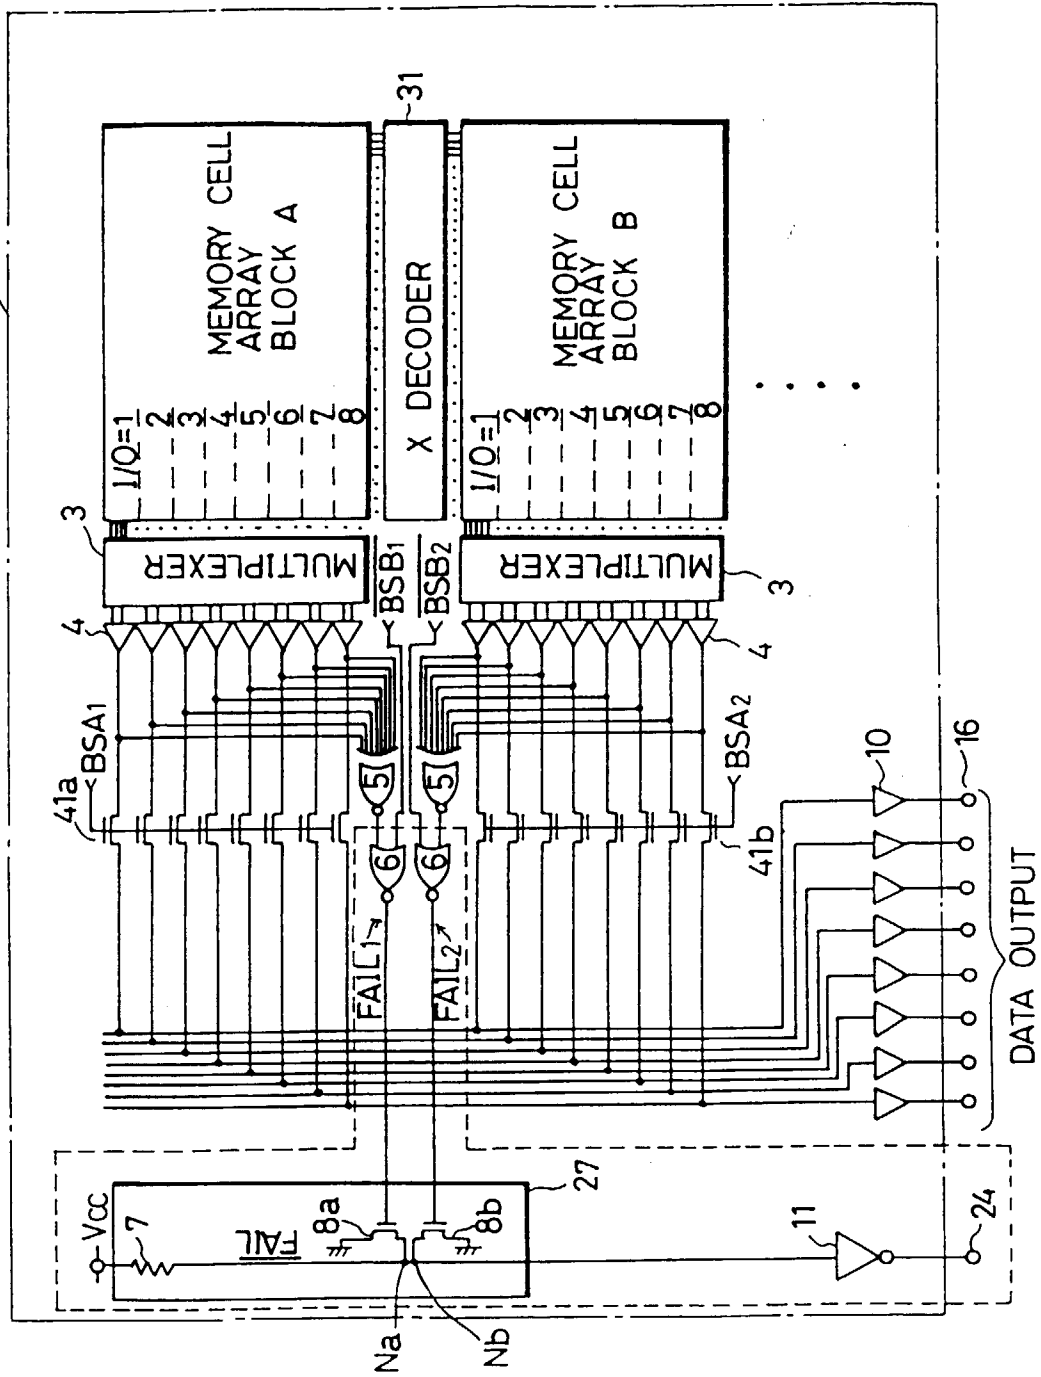 31
MEMORY CELL
ARRAY
BLOCK A
I/O=1
2
3
4
5
6
7
8
X DECODER
MEMORY CELL
ARRAY
BLOCK B
I/O=1
2
3
4
5
6
7
8
3
MULTIPLEXER
BSB1
BSB2
MULTIPLEXER
3
4
4
BSA1
41a
5
5
BSA2
41b
6
6
FAIL1
FAIL2
10
16
DATA OUTPUT
Vcc
7
FAIL
8a
8b
27
11
24
Na
Nb